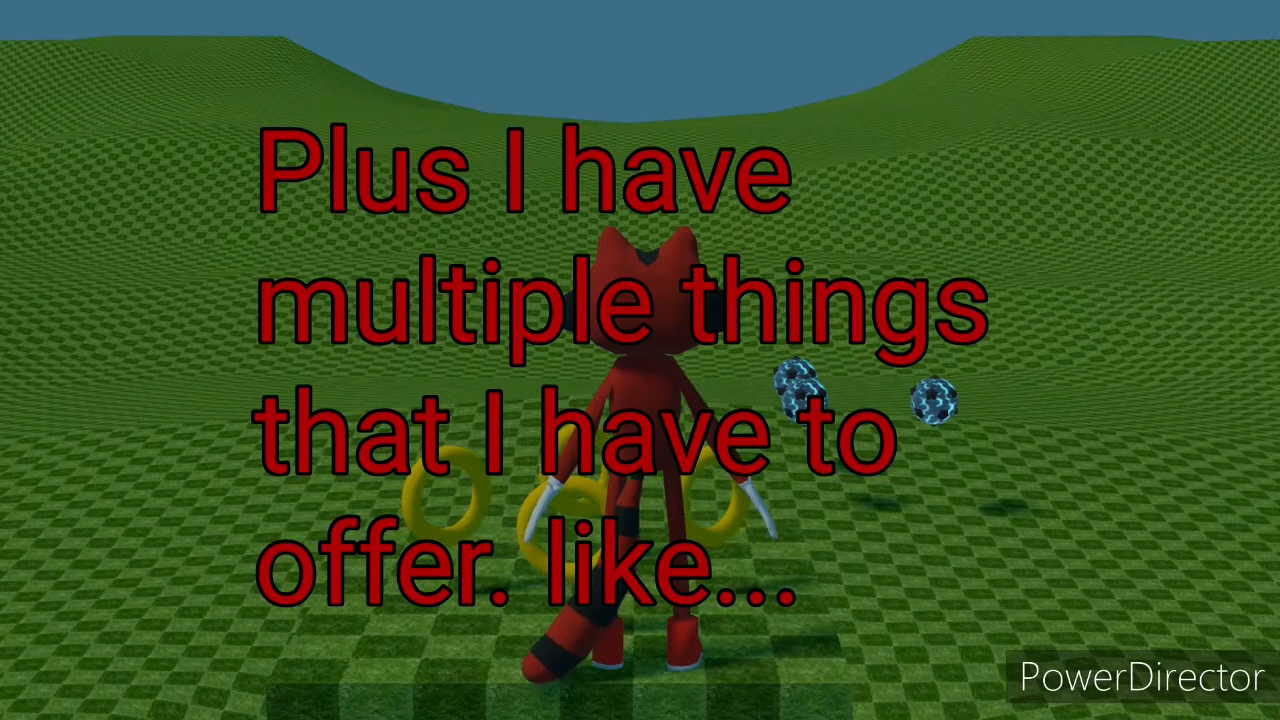 Plus I have
multiple things
that I have to
offer. like...
PowerDirector